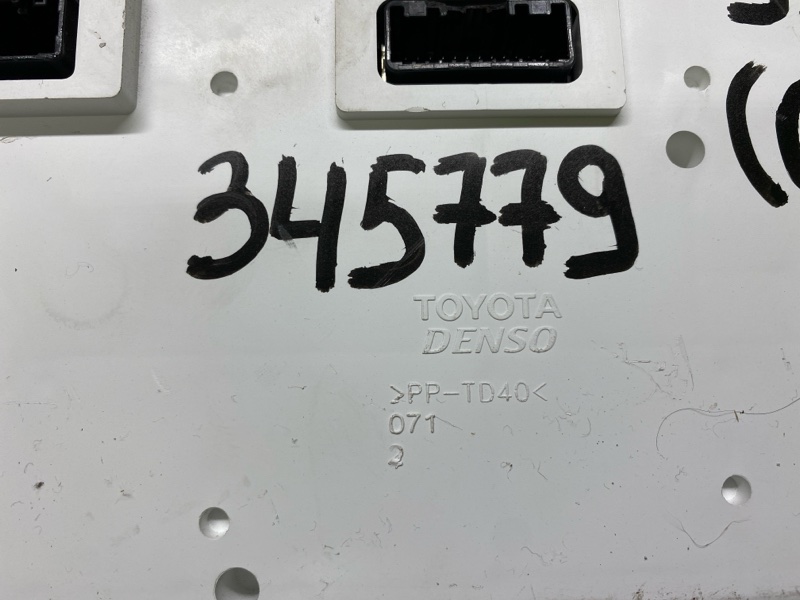 345779
TOYOTA
DENSO
>PP-TD40<
071
2